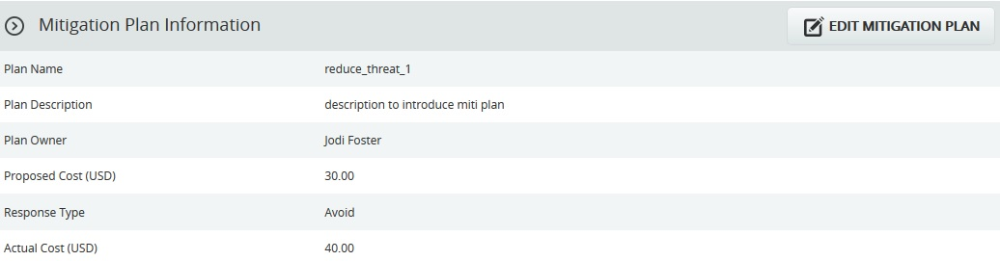 Mitigation Plan Information
EDIT MITIGATION PLAN
Plan Name reduce_threat_1
Plan Description description to introduce miti plan
Plan Owner Jodi Foster
Proposed Cost (USD) 30.00
Response Type Avoid
Actual Cost (USD) 40.00